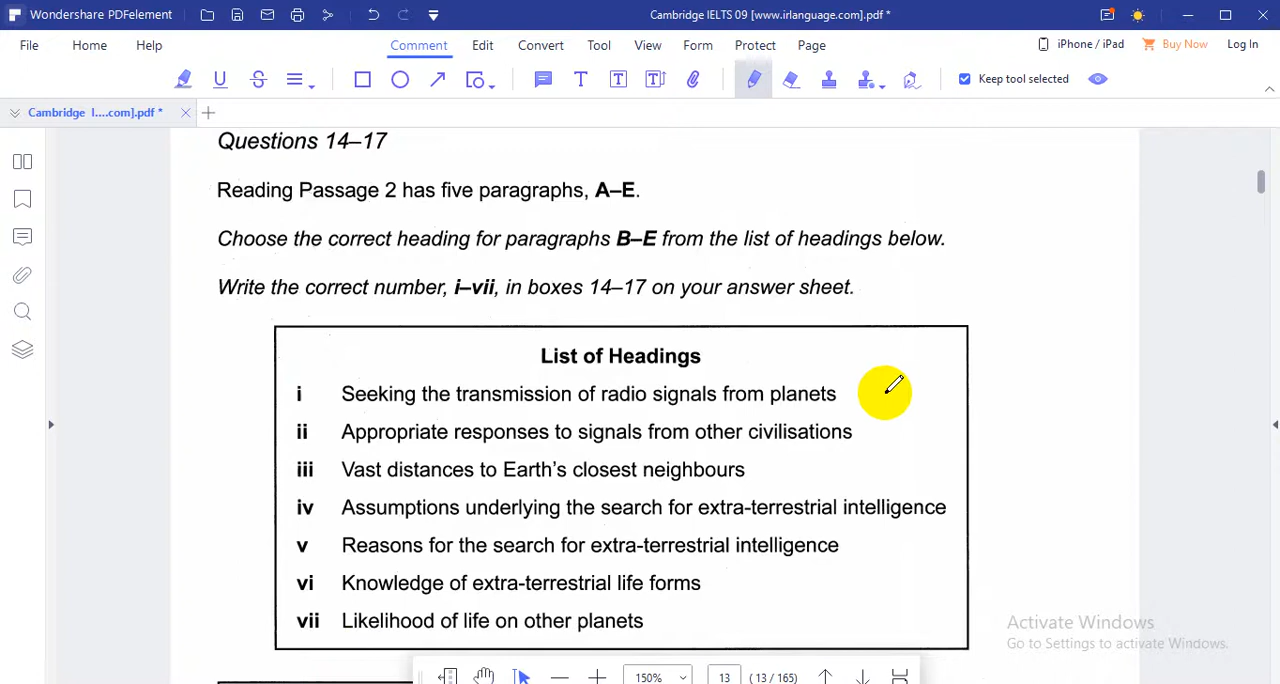 Wondershare PDFelement
Cambridge IELTS 09 [www.irlanguage.com].pdf *
File Home Help Comment Edit Convert Tool View Form Protect Page iPhone / iPad Buy Now Log In
Keep tool selected
Cambridge I....com].pdf *
Questions 14–17
Reading Passage 2 has five paragraphs, A–E.
Choose the correct heading for paragraphs B–E from the list of headings below.
Write the correct number, i–vii, in boxes 14–17 on your answer sheet.
List of Headings
i Seeking the transmission of radio signals from planets
ii Appropriate responses to signals from other civilisations
iii Vast distances to Earth's closest neighbours
iv Assumptions underlying the search for extra-terrestrial intelligence
v Reasons for the search for extra-terrestrial intelligence
vi Knowledge of extra-terrestrial life forms
vii Likelihood of life on other planets
Activate Windows
Go to Settings to activate Windows.
150% 13 (13 / 165)